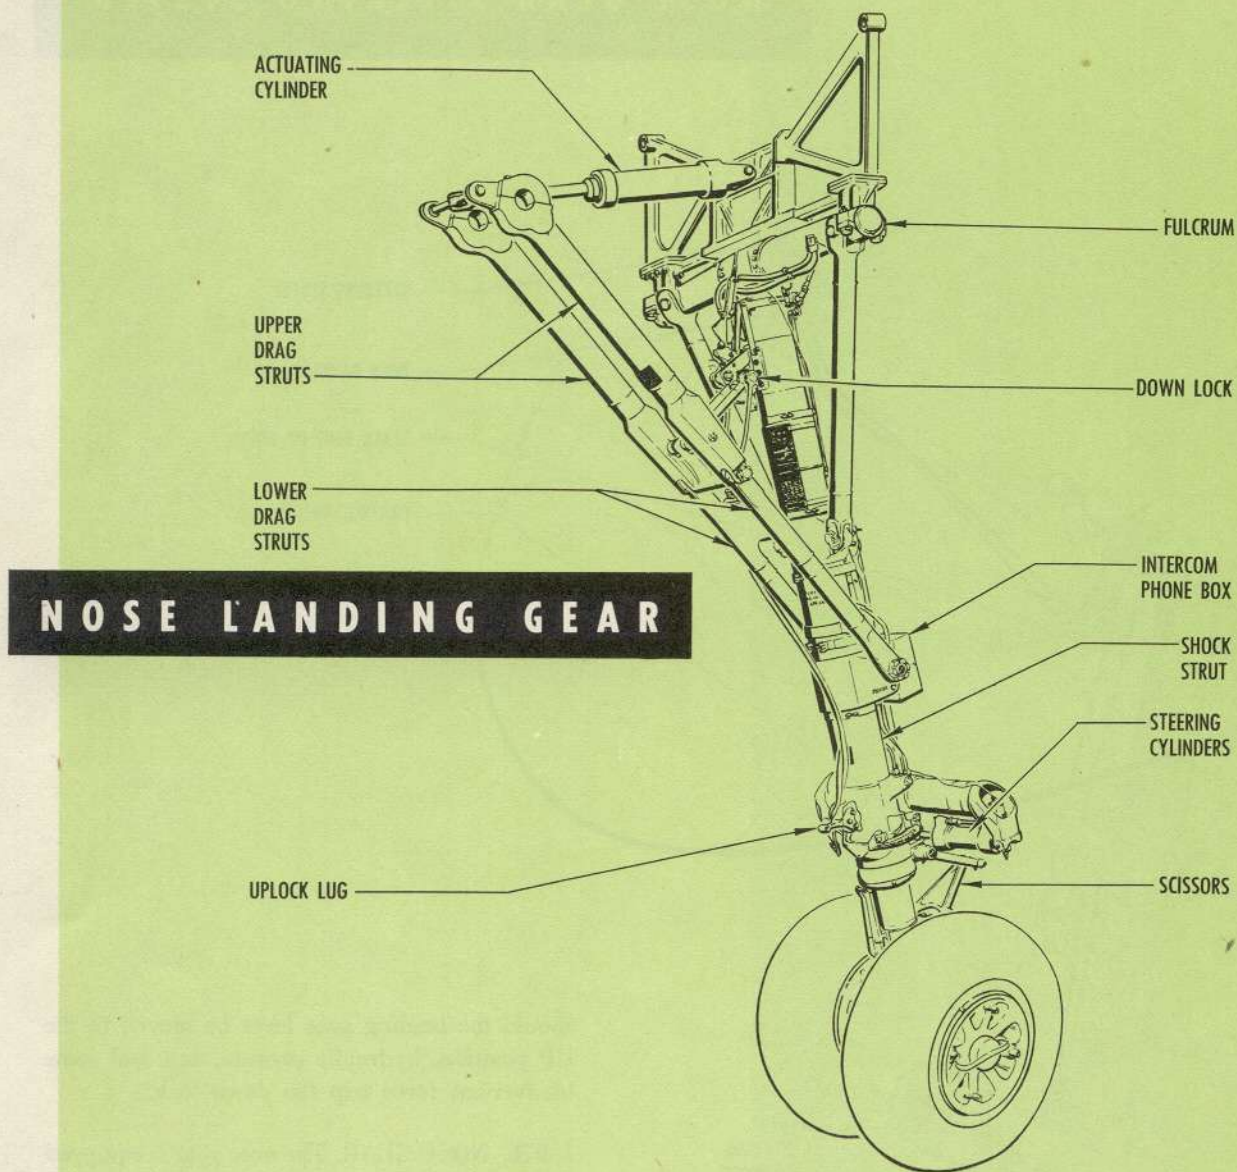 ACTUATING
CYLINDER
FULCRUM
UPPER
DRAG
STRUTS
DOWN LOCK
LOWER
DRAG
STRUTS
INTERCOM
PHONE BOX
NOSE LANDING GEAR
SHOCK
STRUT
STEERING
CYLINDERS
UPLOCK LUG
SCISSORS